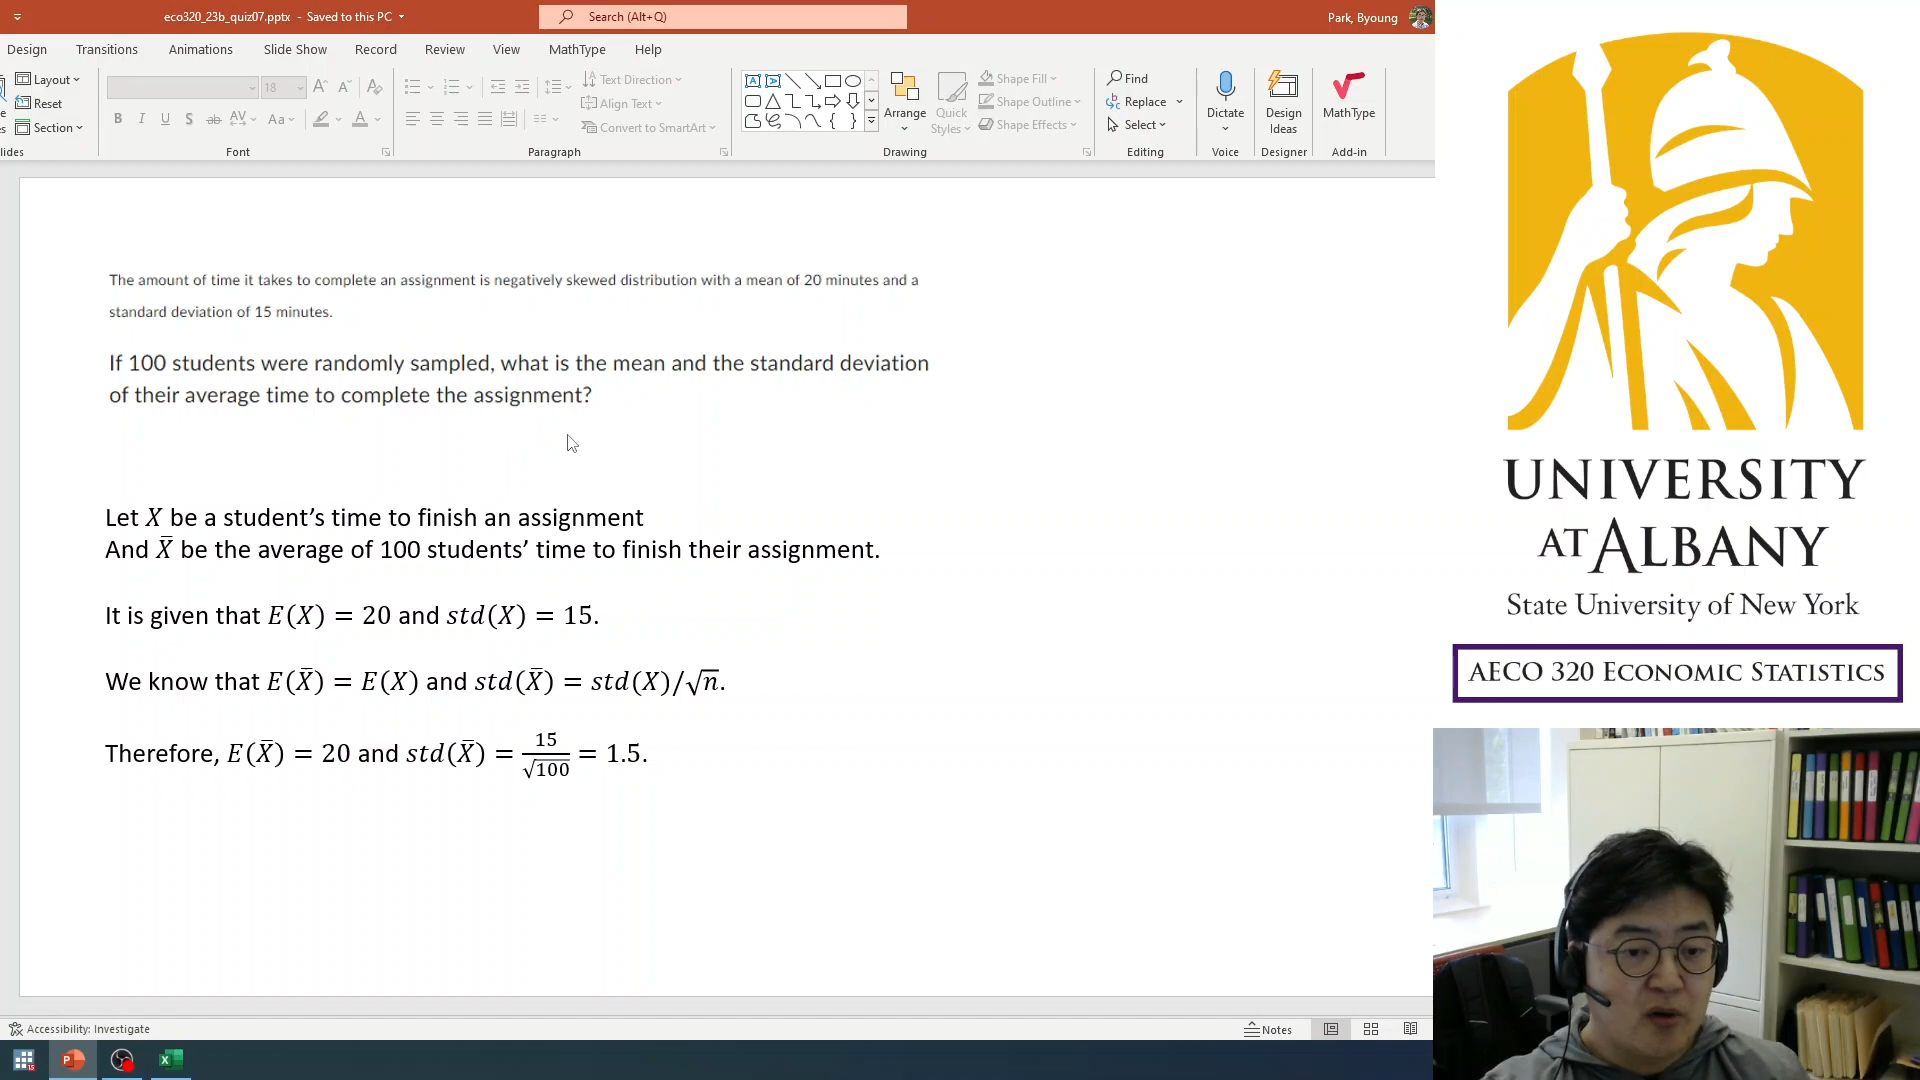 eco320_23b_quiz07.pptx - Saved to this PC
Search (Alt+Q)
Park, Byoung
Design Transitions Animations Slide Show Record Review View MathType Help
Layout
Reset
Section
lides
18
Font
Text Direction
Align Text
Convert to SmartArt
Paragraph
Arrange
Quick
Styles
Shape Fill
Shape Outline
Shape Effects
Drawing
Find
Replace
Select
Editing
Dictate
Voice
Design
Ideas
Designer
MathType
Add-in
The amount of time it takes to complete an assignment is negatively skewed distribution with a mean of 20 minutes and a
standard deviation of 15 minutes.
If 100 students were randomly sampled, what is the mean and the standard deviation
of their average time to complete the assignment?
Let X be a student’s time to finish an assignment
And X̄ be the average of 100 students’ time to finish their assignment.
It is given that E(X) = 20 and std(X) = 15.
We know that E(X̄) = E(X) and std(X̄) = std(X)/√n.
Therefore, E(X̄) = 20 and std(X̄) = 15/√100 = 1.5.
Accessibility: Investigate
Notes
UNIVERSITY
AT ALBANY
State University of New York
AECO 320 ECONOMIC STATISTICS